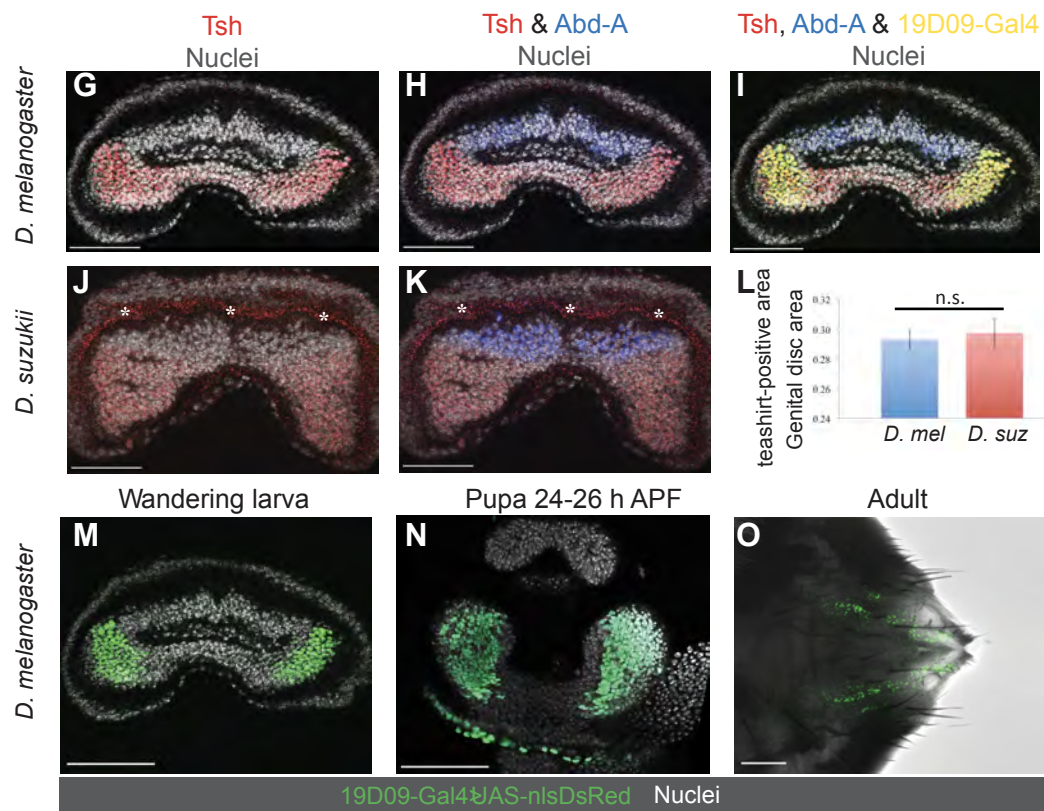 Tsh
Nuclei
Tsh & Abd-A
Nuclei
Tsh, Abd-A & 19D09-Gal4
Nuclei
D. melanogaster
G
H
I
D. suzukii
J
* * *
K
* * *
L
teashirt-positive area
Genital disc area
n.s.
0.32
0.30
0.28
0.26
0.24
D. mel
D. suz
Wandering larva
Pupa 24-26 h APF
Adult
D. melanogaster
M
N
O
19D09-Gal4 UAS-nlsDsRed Nuclei